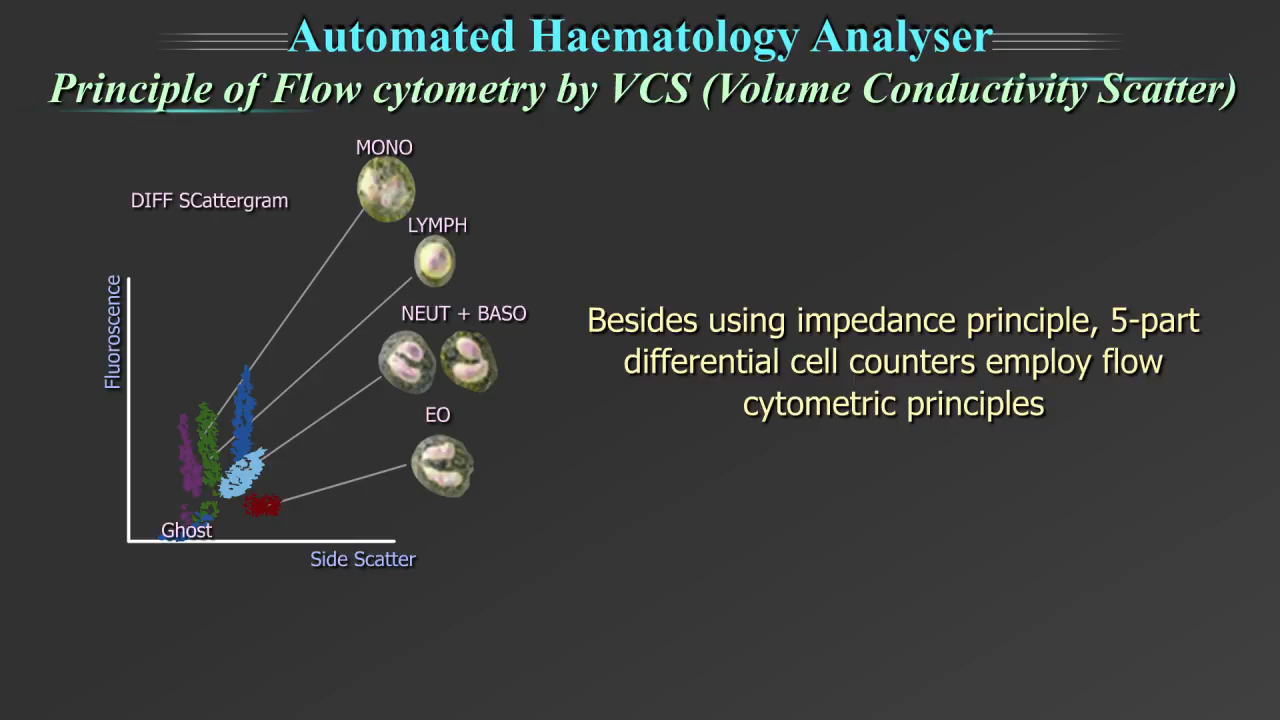 Automated Haematology Analyser
Principle of Flow cytometry by VCS (Volume Conductivity Scatter)
MONO
DIFF SCattergram
LYMPH
NEUT + BASO
EO
Fluoroscence
Ghost
Side Scatter
Besides using impedance principle, 5-part
differential cell counters employ flow
cytometric principles